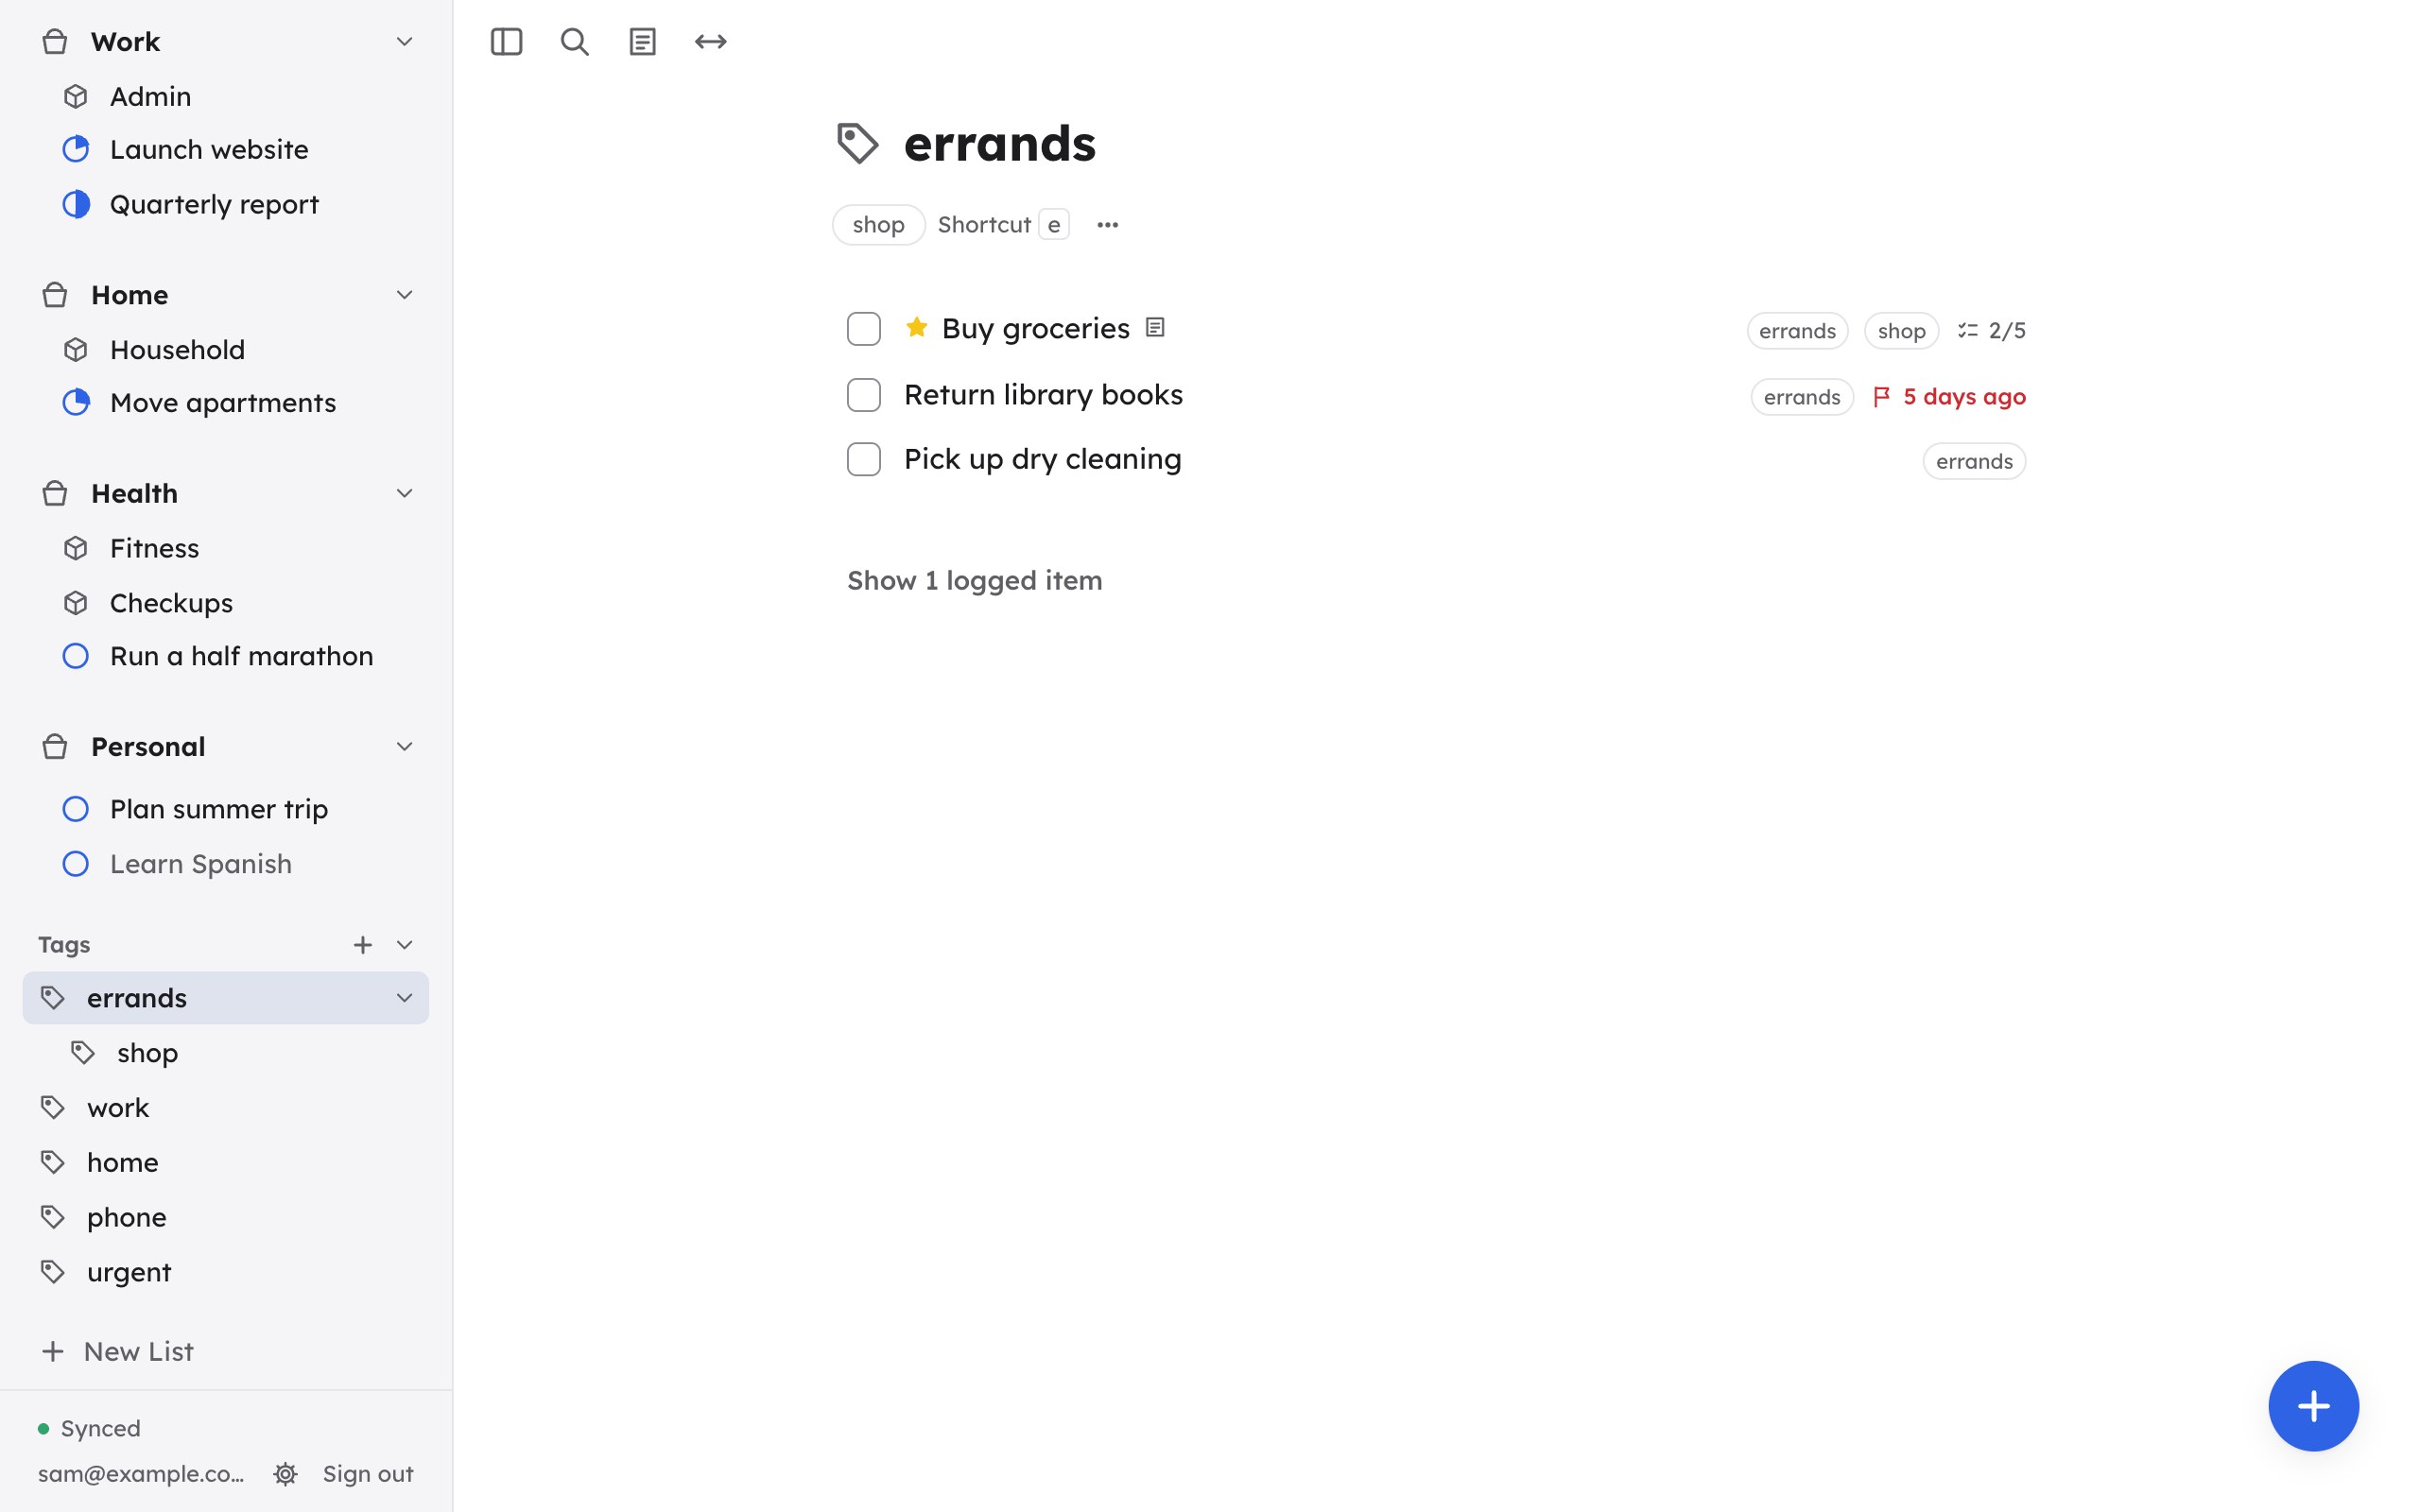 Work
Admin
Launch website
Quarterly report
Home
Household
Move apartments
Health
Fitness
Checkups
Run a half marathon
Personal
Plan summer trip
Learn Spanish
Tags
errands
shop
work
home
phone
urgent
New List
Synced
sam@example.co… Sign out
errands
shop Shortcut e
Buy groceries errands shop 2/5
Return library books errands 5 days ago
Pick up dry cleaning errands
Show 1 logged item